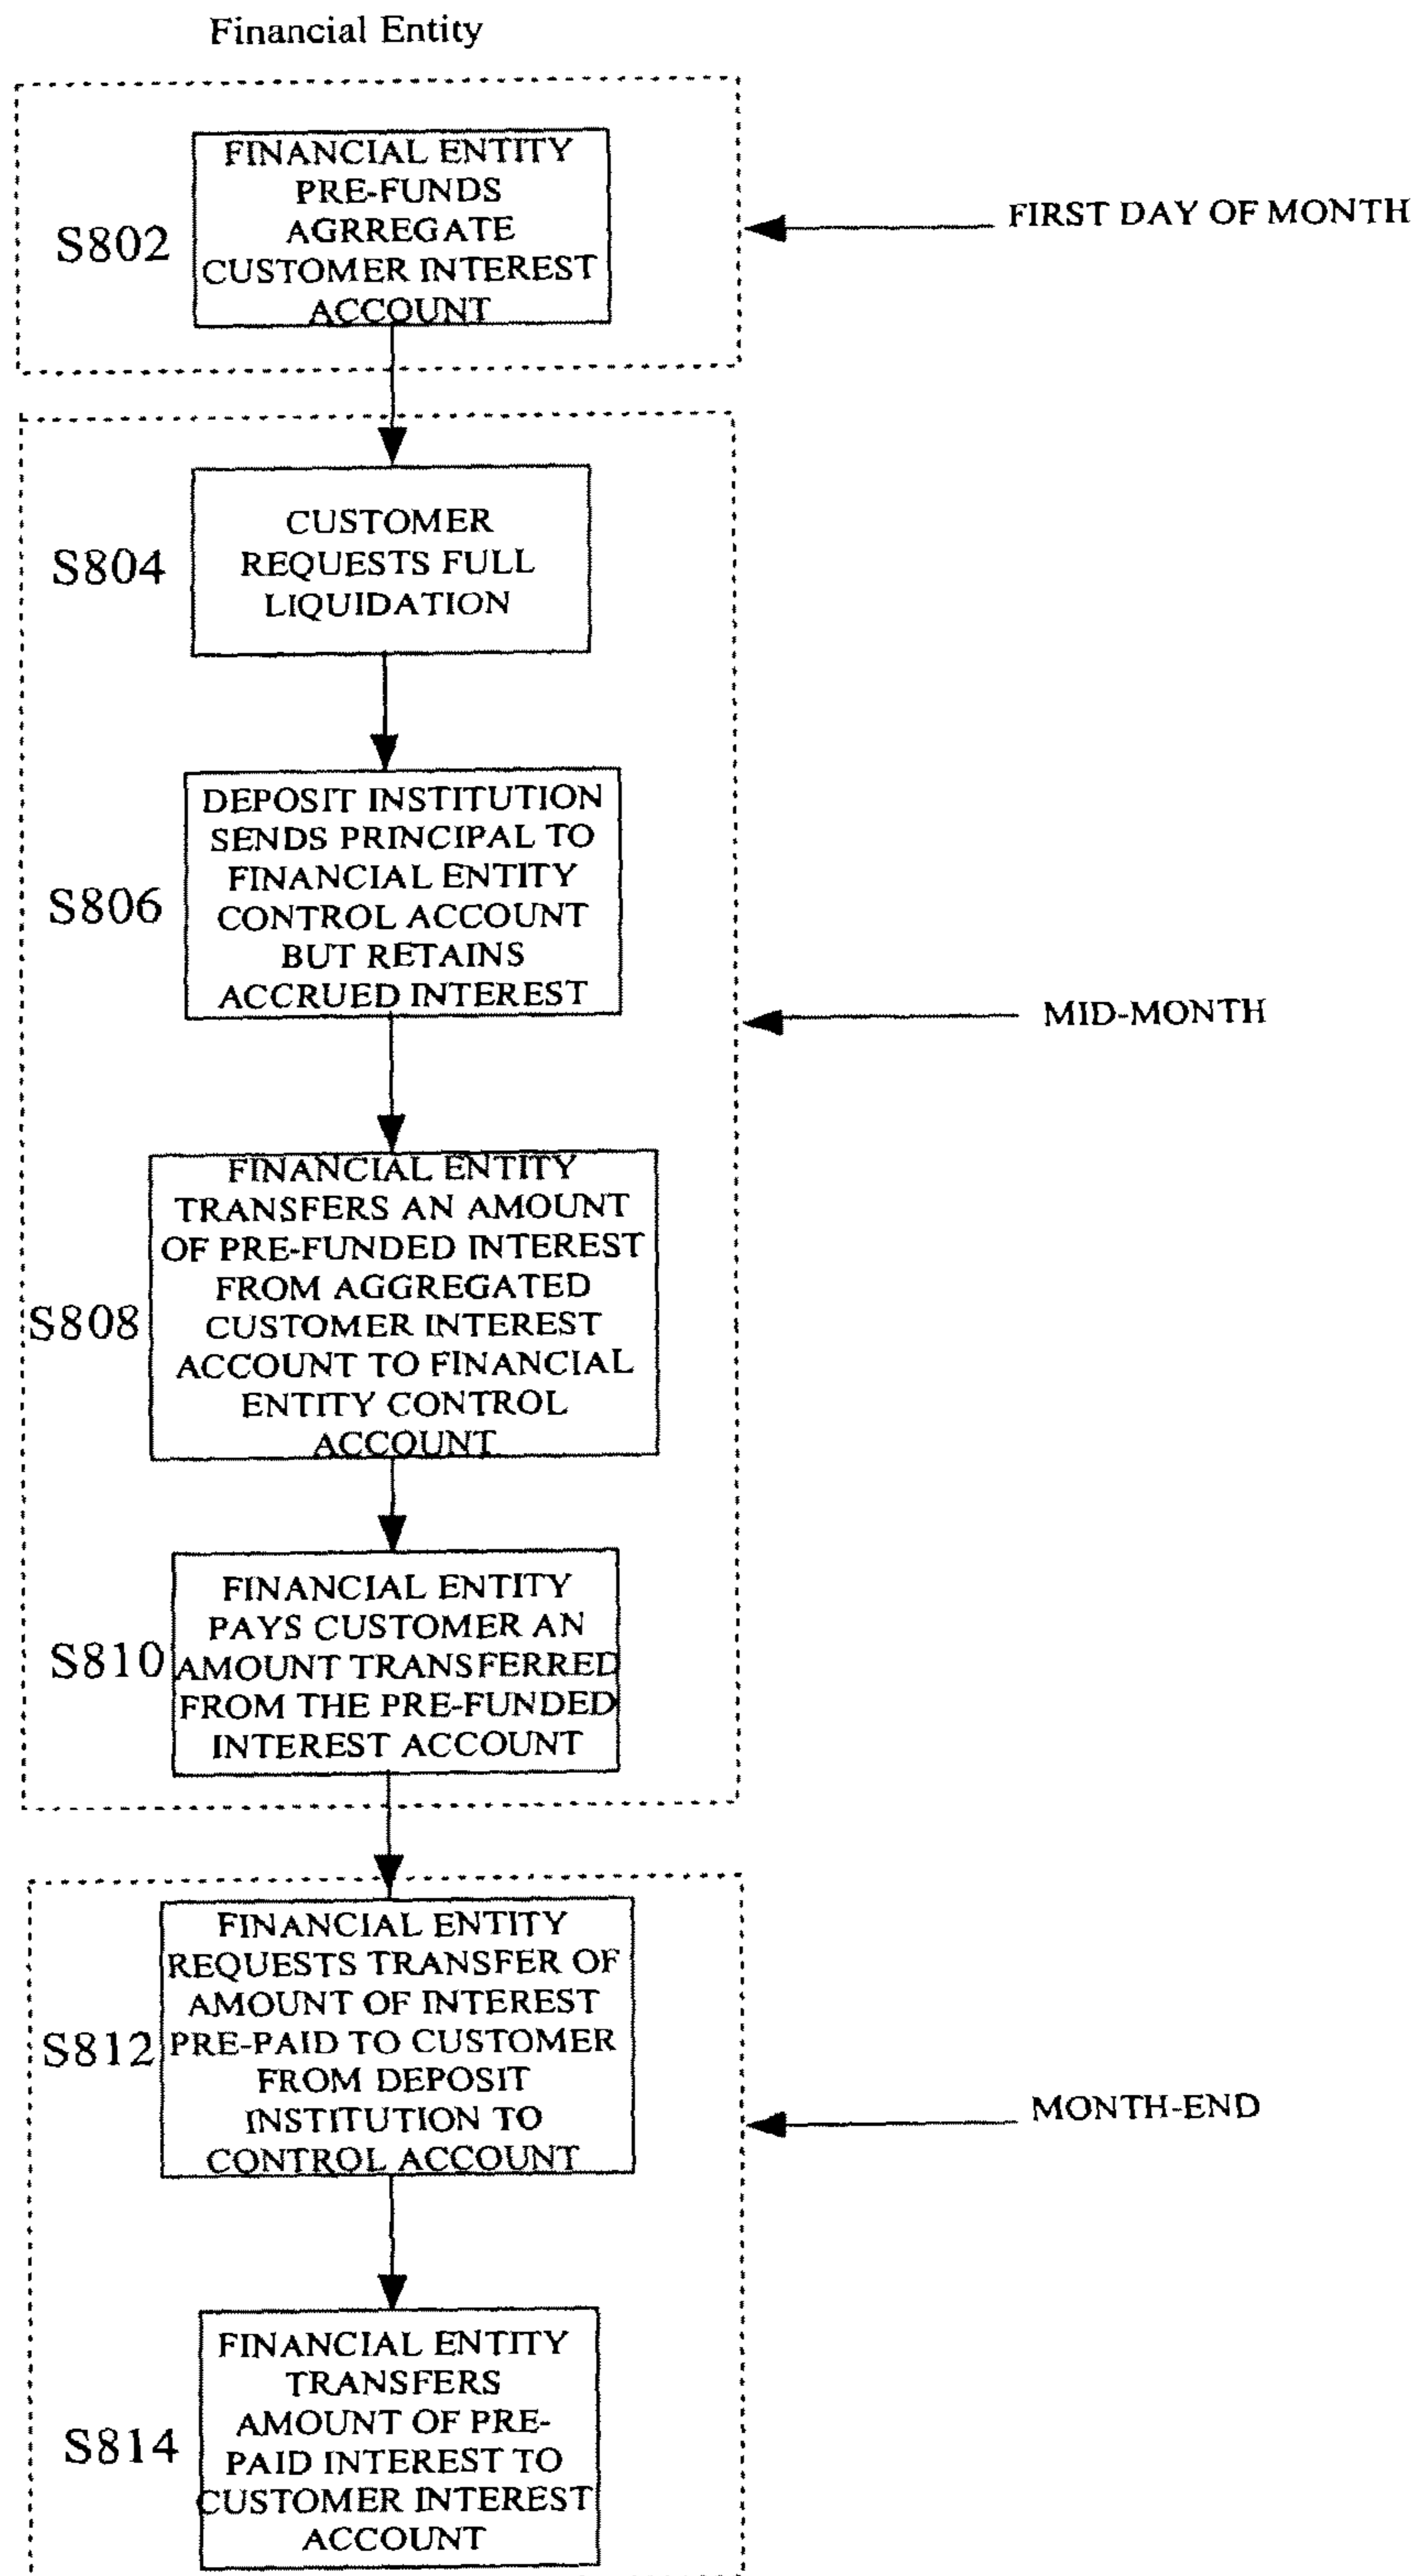 Financial Entity
FINANCIAL ENTITY
PRE-FUNDS
AGRREGATE
CUSTOMER INTEREST
ACCOUNT
S802
FIRST DAY OF MONTH
CUSTOMER
REQUESTS FULL
LIQUIDATION
S804
DEPOSIT INSTITUTION
SENDS PRINCIPAL TO
FINANCIAL ENTITY
CONTROL ACCOUNT
BUT RETAINS
ACCRUED INTEREST
S806
MID-MONTH
FINANCIAL ENTITY
TRANSFERS AN AMOUNT
OF PRE-FUNDED INTEREST
FROM AGGREGATED
CUSTOMER INTEREST
ACCOUNT TO FINANCIAL
ENTITY CONTROL
ACCOUNT
S808
FINANCIAL ENTITY
PAYS CUSTOMER AN
AMOUNT TRANSFERRED
FROM THE PRE-FUNDED
INTEREST ACCOUNT
S810
FINANCIAL ENTITY
REQUESTS TRANSFER OF
AMOUNT OF INTEREST
PRE-PAID TO CUSTOMER
FROM DEPOSIT
INSTITUTION TO
CONTROL ACCOUNT
S812
MONTH-END
FINANCIAL ENTITY
TRANSFERS
AMOUNT OF PRE-
PAID INTEREST TO
CUSTOMER INTEREST
ACCOUNT
S814